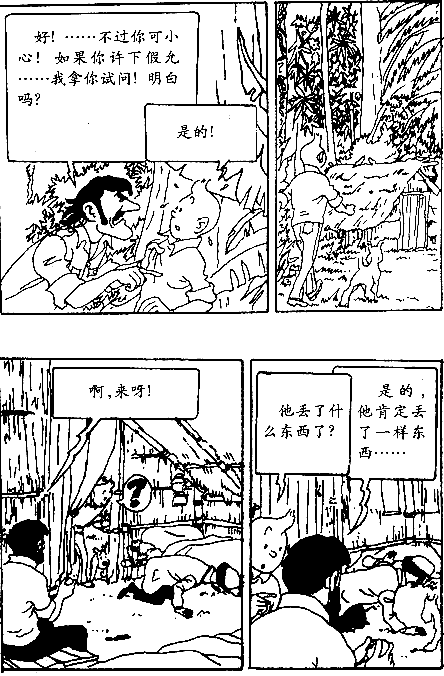 好！……不过你可小
心！如果你许下假允
……我拿你试问！明白
吗？
是的！
啊，来呀！
他丢了什
么东西了？
是的，
他肯定丢
了一样东
西……
?